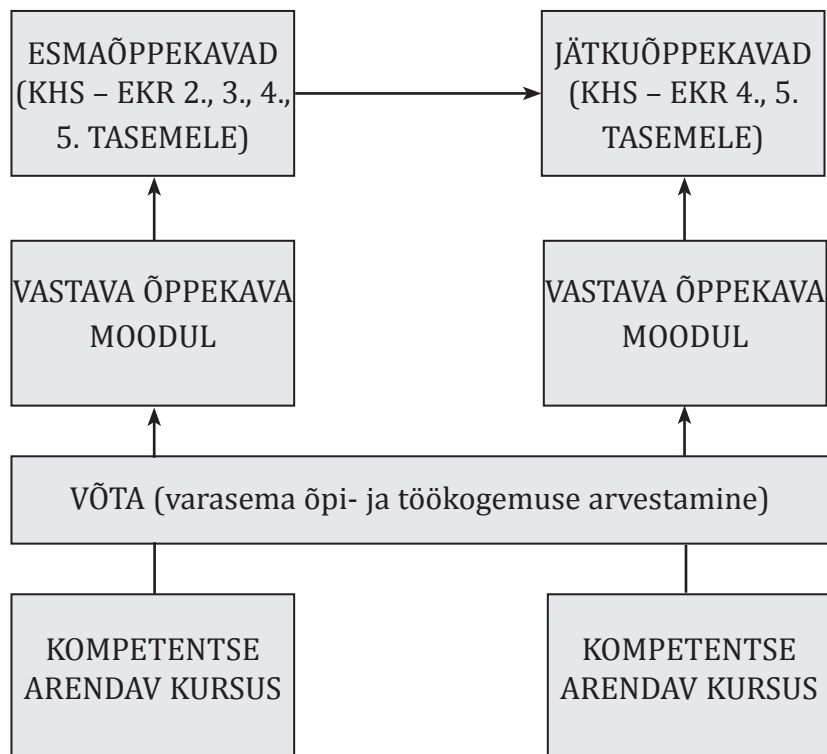 ESMAÕPPEKAVAD
(KHS – EKR 2., 3., 4.,
5. TASEMELE)
JÄTKUÕPPEKAVAD
(KHS – EKR 4., 5.
TASEMELE)
VASTAVA ÕPPEKAVA
MOODUL
VASTAVA ÕPPEKAVA
MOODUL
VÕTA (varasema õpi- ja töökogemuse arvestamine)
KOMPETENTSE
ARENDAV KURSUS
KOMPETENTSE
ARENDAV KURSUS